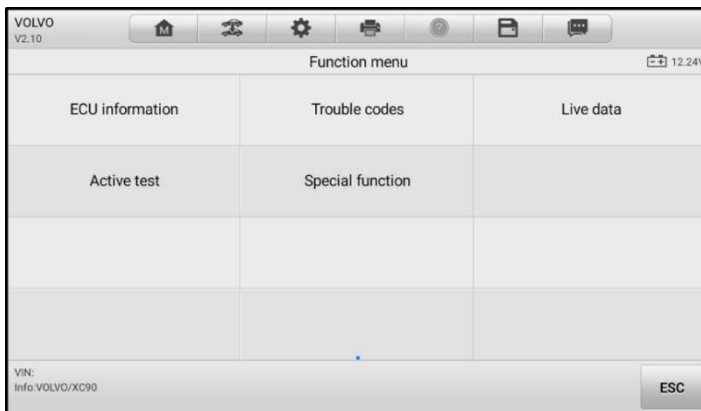 VOLVO
V2.10
M
Function menu
12.24V
ECU information
Trouble codes
Live data
Active test
Special function
VIN:
Info:VOLVO/XC90
ESC